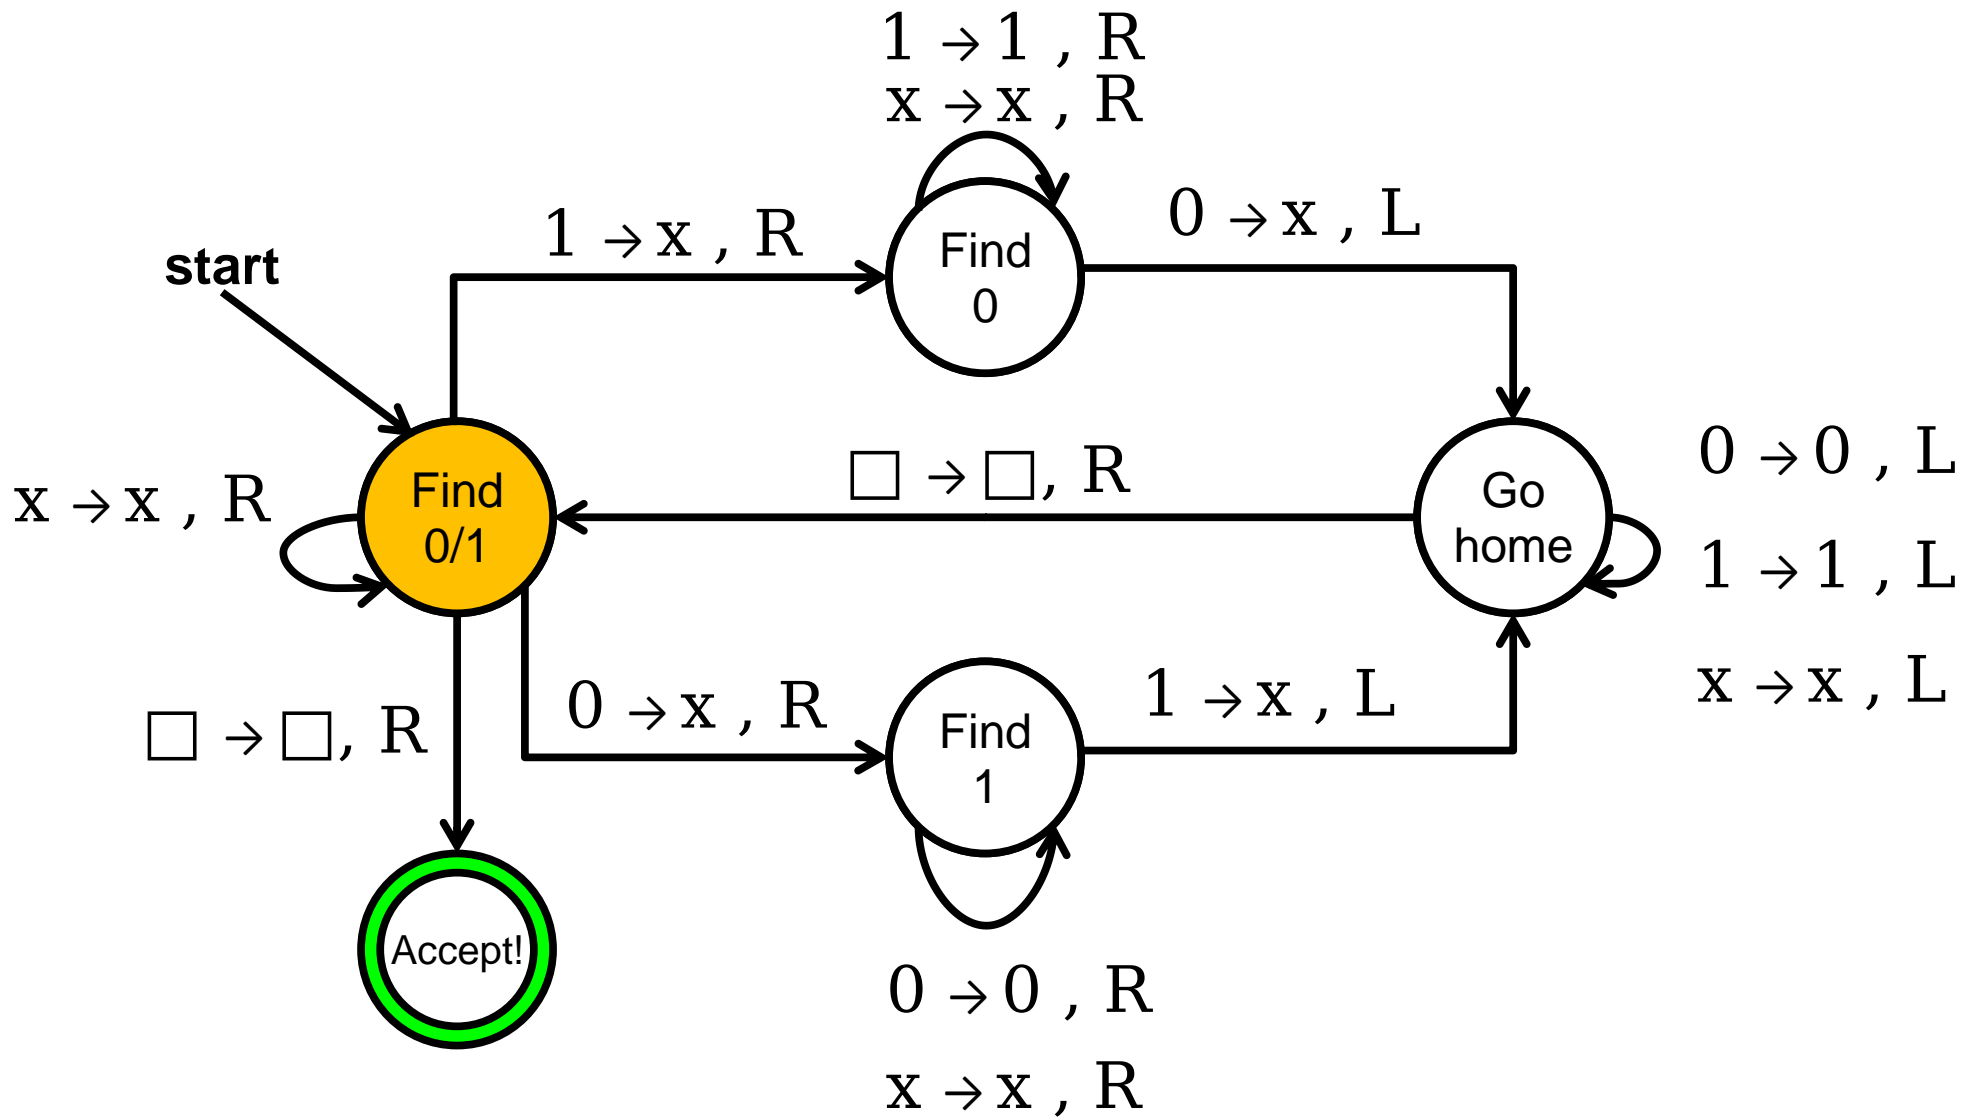 1 → 1 , R
x → x , R
0 → x , L
1 → x , R
start
Find
0
Find
0/1
x → x , R
□ → □, R
Go
home
0 → 0 , L
1 → 1 , L
x → x , L
□ → □, R
0 → x , R
Find
1
1 → x , L
Accept!
0 → 0 , R
x → x , R